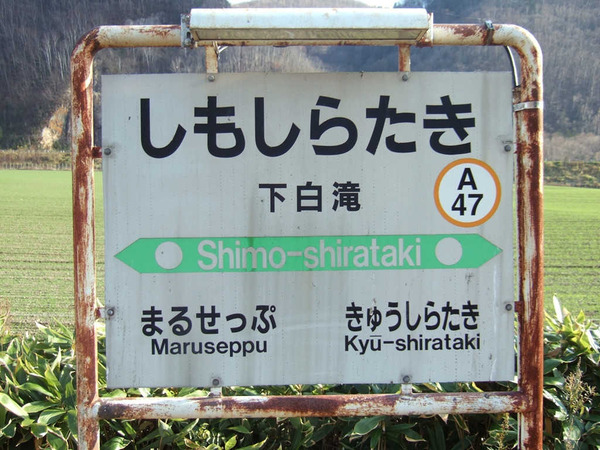 しもしらたき
A
47
下白滝
Shimo-shirataki
まるせっぷ
Maruseppu
きゅうしらたき
Kyū-shirataki